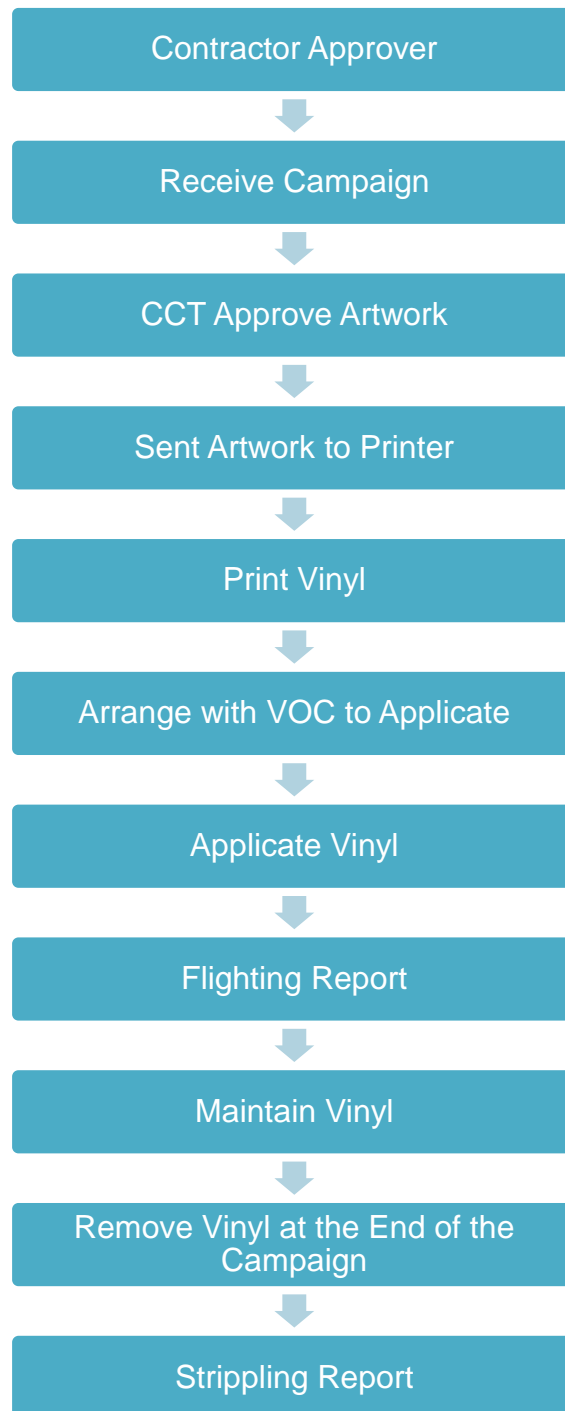 Contractor Approver
Receive Campaign
CCT Approve Artwork
Sent Artwork to Printer
Print Vinyl
Arrange with VOC to Applicate
Applicate Vinyl
Flighting Report
Maintain Vinyl
Remove Vinyl at the End of the
Campaign
Strippling Report